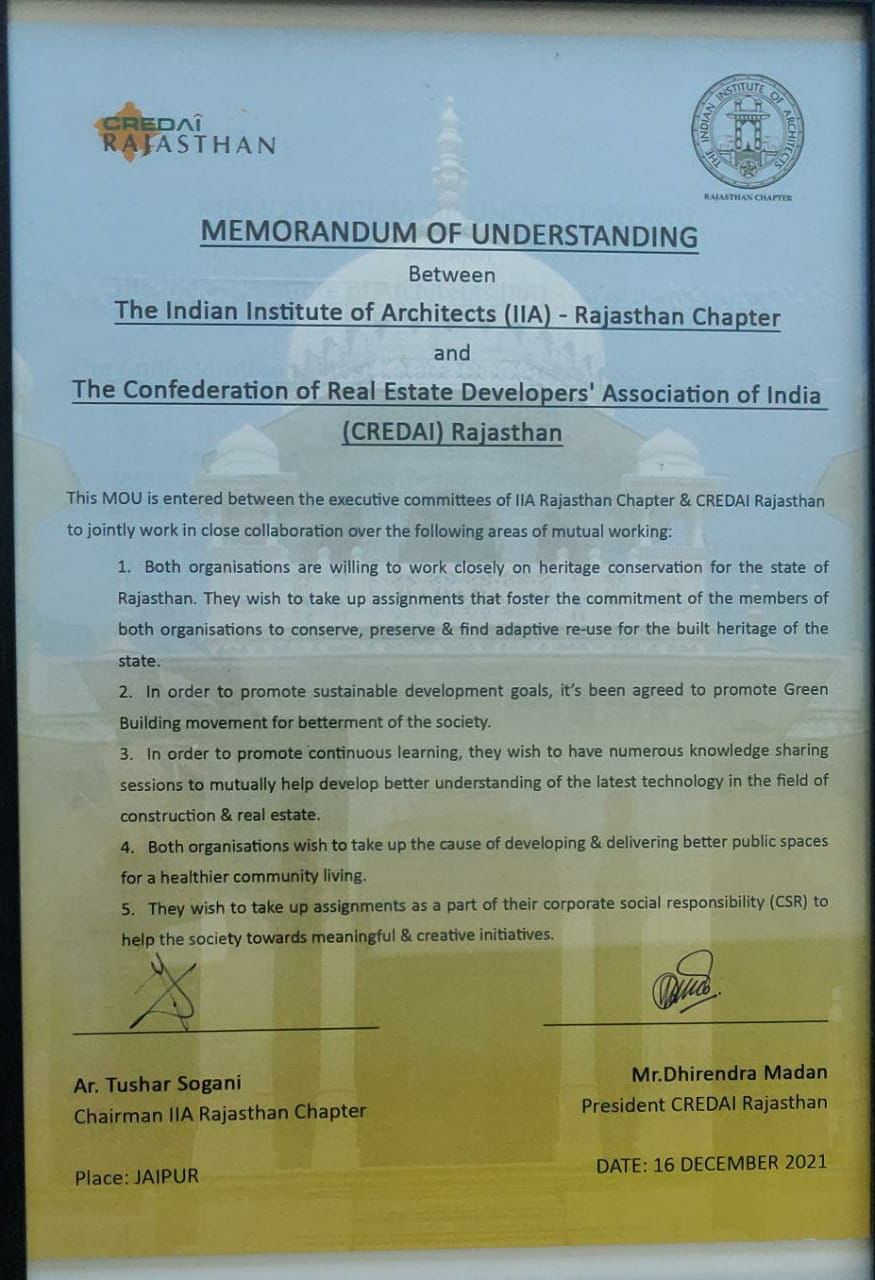 CREDAI
RAJASTHAN
THE INDIAN INSTITUTE OF ARCHITECTS
RAJASTHAN CHAPTER
MEMORANDUM OF UNDERSTANDING
Between
The Indian Institute of Architects (IIA) - Rajasthan Chapter
and
The Confederation of Real Estate Developers' Association of India
(CREDAI) Rajasthan
This MOU is entered between the executive committees of IIA Rajasthan Chapter & CREDAI Rajasthan
to jointly work in close collaboration over the following areas of mutual working:
1. Both organisations are willing to work closely on heritage conservation for the state of
Rajasthan. They wish to take up assignments that foster the commitment of the members of
both organisations to conserve, preserve & find adaptive re-use for the built heritage of the
state.
2. In order to promote sustainable development goals, it's been agreed to promote Green
Building movement for betterment of the society.
3. In order to promote continuous learning, they wish to have numerous knowledge sharing
sessions to mutually help develop better understanding of the latest technology in the field of
construction & real estate.
4. Both organisations wish to take up the cause of developing & delivering better public spaces
for a healthier community living.
5. They wish to take up assignments as a part of their corporate social responsibility (CSR) to
help the society towards meaningful & creative initiatives.
Ar. Tushar Sogani
Chairman IIA Rajasthan Chapter
Place: JAIPUR
Mr.Dhirendra Madan
President CREDAI Rajasthan
DATE: 16 DECEMBER 2021